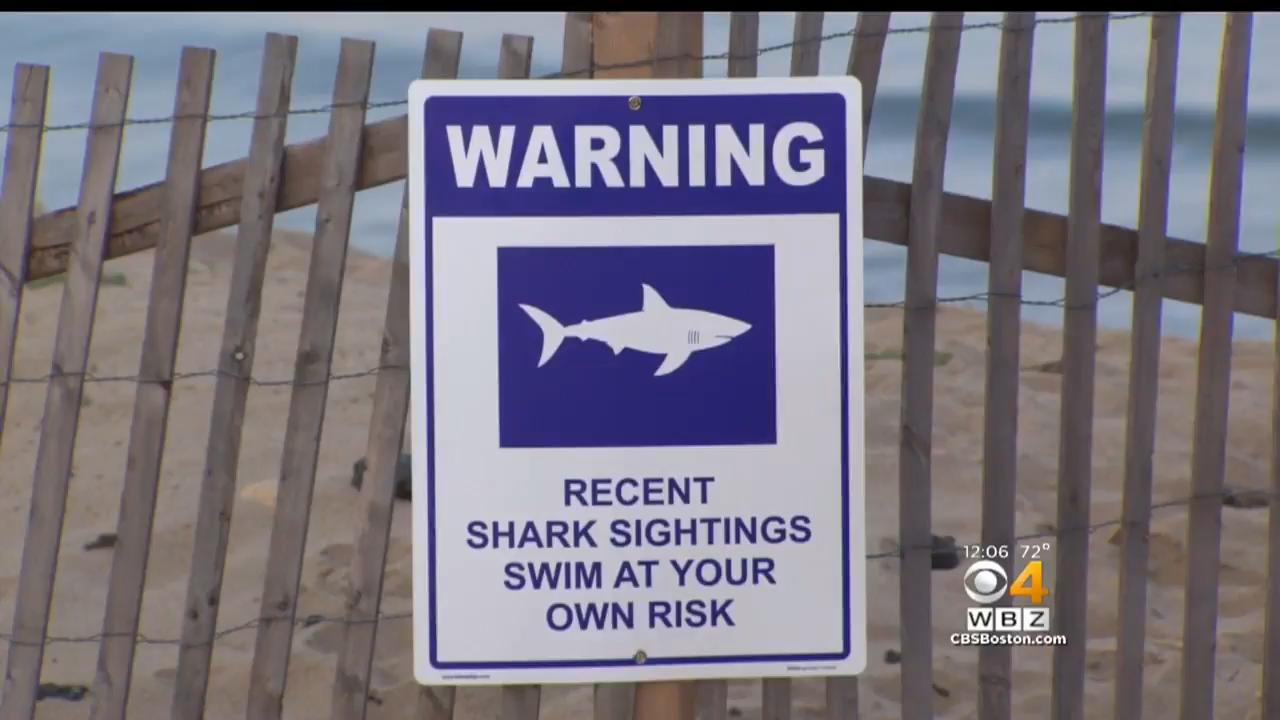 WARNING
RECENT
SHARK SIGHTINGS
SWIM AT YOUR
OWN RISK
12:06 72°
4
WBZ
CBSBoston.com